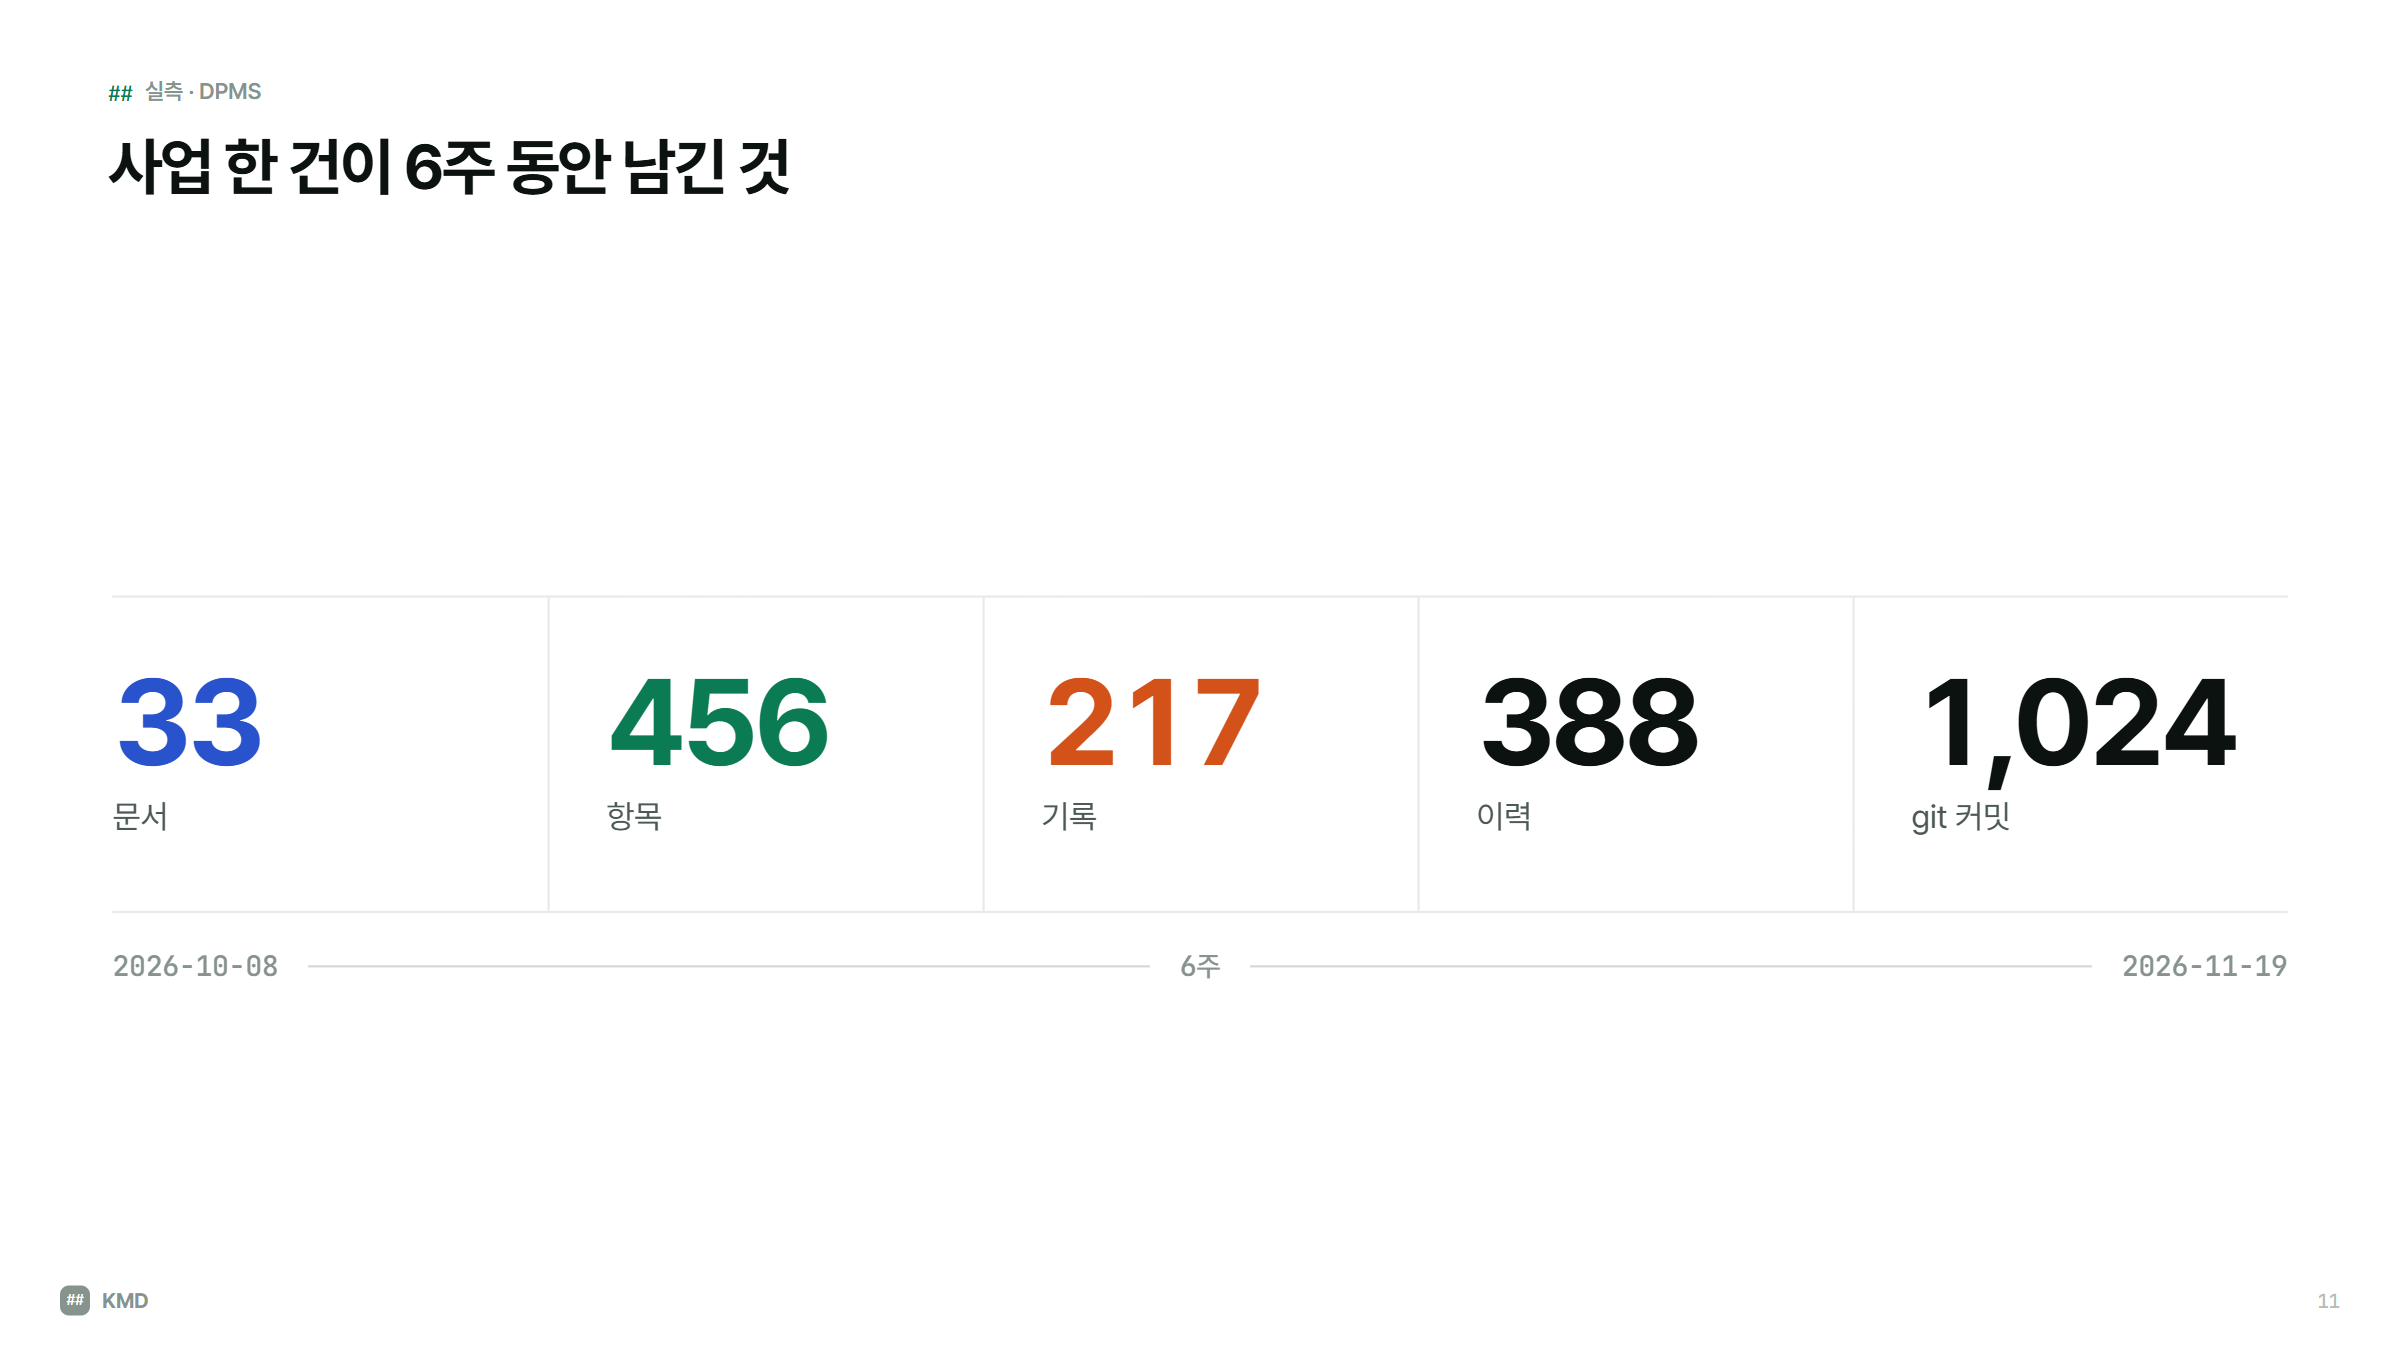 ## 실측 · DPMS
사업 한 건이 6주 동안 남긴 것
33
문서
456
항목
217
기록
388
이력
1,024
git 커밋
2026-10-08
6주
2026-11-19
## KMD
11